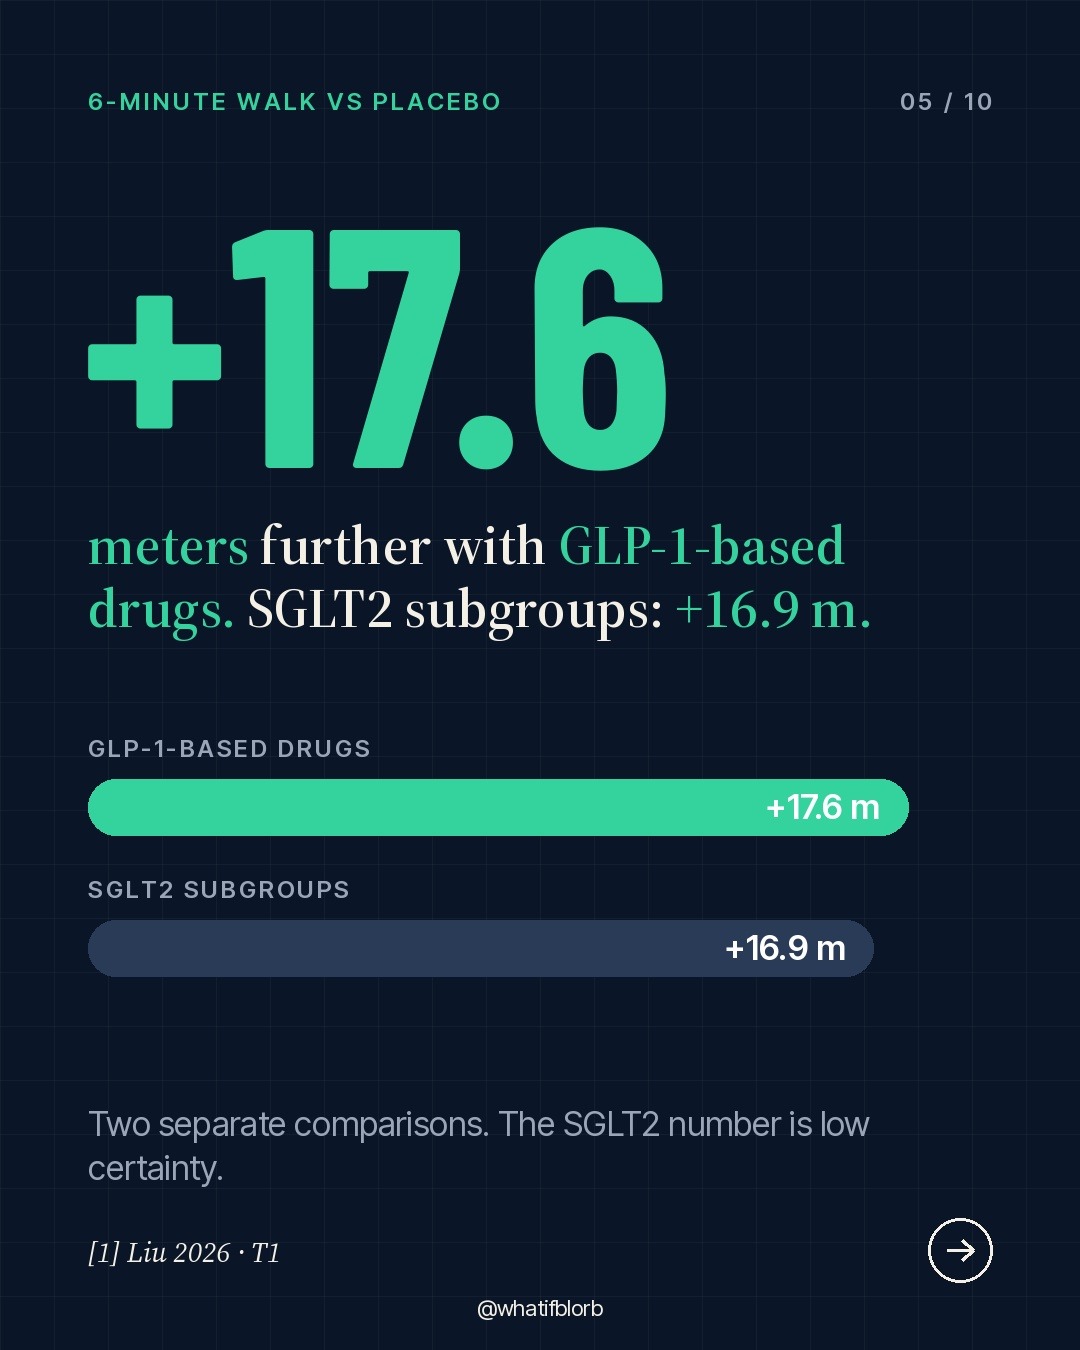 6-MINUTE WALK VS PLACEBO
05 / 10
+17.6
meters further with GLP-1-based
drugs. SGLT2 subgroups: +16.9 m.
GLP-1-BASED DRUGS
+17.6 m
SGLT2 SUBGROUPS
+16.9 m
Two separate comparisons. The SGLT2 number is low
certainty.
[1] Liu 2026 · T1
@whatifblorb